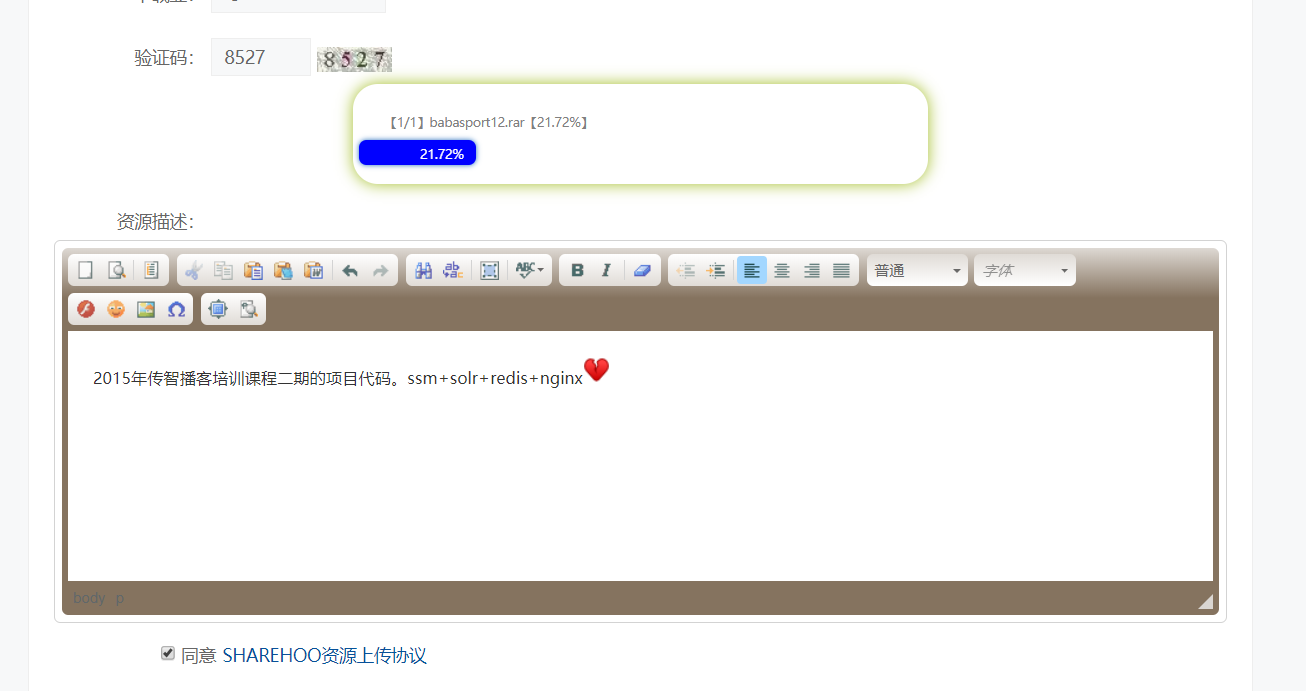 验证码：
8527
8527
【1/1】babasport12.rar【21.72%】
21.72%
资源描述：
普通
字体
2015年传智播客培训课程二期的项目代码。ssm+solr+redis+nginx
body p
同意 SHAREHOO资源上传协议